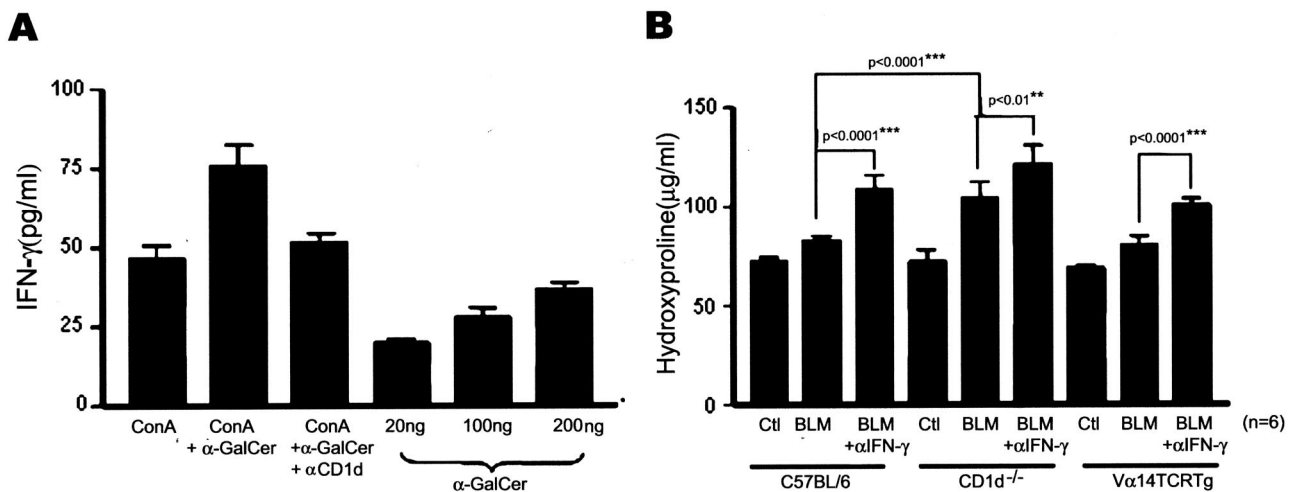 A
IFN-γ(pg/ml)
100
75
50
25
0
ConA
ConA
+ α-GalCer
ConA
+α-GalCer
+ αCD1d
20ng
100ng
200ng
α-GalCer
B
Hydroxyproline(μg/ml)
150
100
50
0
p<0.0001***
p<0.0001***
p<0.01**
p<0.0001***
Ctl
BLM
BLM
+αIFN-γ
Ctl
BLM
BLM
+αIFN-γ
Ctl
BLM
BLM
+αIFN-γ
(n=6)
C57BL/6
CD1d-/-
Vα14TCRTg